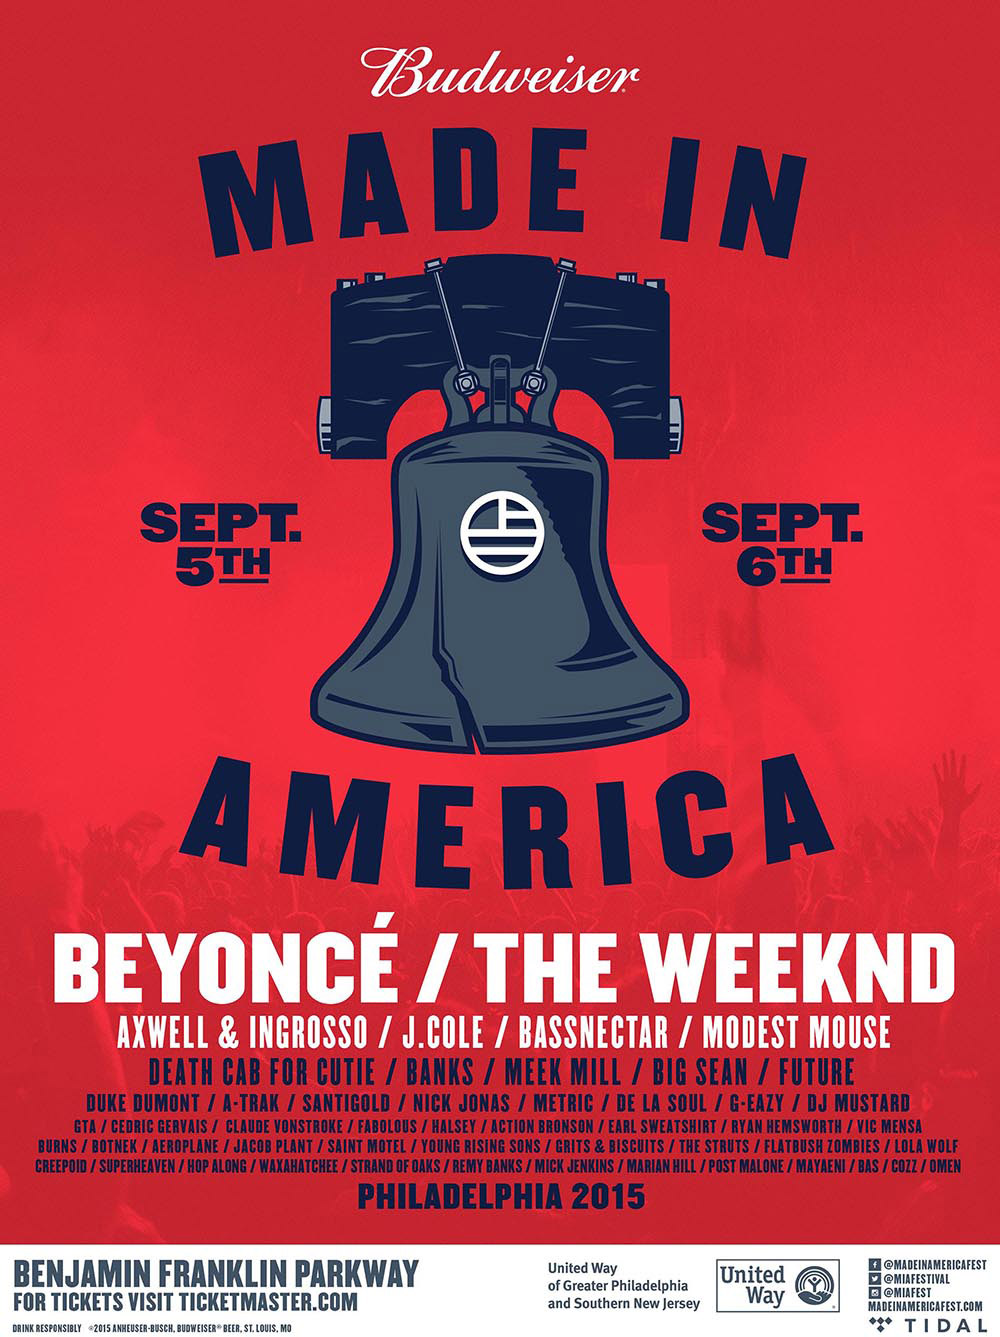 Budweiser
MADE IN
SEPT.
5TH
SEPT.
6TH
AMERICA
BEYONCÉ / THE WEEKND
AXWELL & INGROSSO / J.COLE / BASSNECTAR / MODEST MOUSE
DEATH CAB FOR CUTIE / BANKS / MEEK MILL / BIG SEAN / FUTURE
DUKE DUMONT / A-TRAK / SANTIGOLD / NICK JONAS / METRIC / DE LA SOUL / G-EAZY / DJ MUSTARD
GTA / CEDRIC GERVAIS / CLAUDE VONSTROKE / FABOLOUS / HALSEY / ACTION BRONSON / EARL SWEATSHIRT / RYAN HEMSWORTH / VIC MENSA
BURNS / BOTNEK / AEROPLANE / JACOB PLANT / SAINT MOTEL / YOUNG RISING SONS / GRITS & BISCUITS / THE STRUTS / FLATBUSH ZOMBIES / LOLA WOLF
CREEPOID / SUPERHEAVEN / HOP ALONG / WAXAHATCHEE / STRAND OF OAKS / REMY BANKS / MICK JENKINS / MARIAN HILL / POST MALONE / MAYAENI / BAS / COZZ / OMEN
PHILADELPHIA 2015
BENJAMIN FRANKLIN PARKWAY
FOR TICKETS VISIT TICKETMASTER.COM
DRINK RESPONSIBLY ©2015 ANHEUSER-BUSCH, BUDWEISER® BEER, ST. LOUIS, MO
United Way
of Greater Philadelphia
and Southern New Jersey
United
Way
@MADEINAMERICAFEST
@MIAFESTIVAL
@MIAFEST
MADEINAMERICAFEST.COM
TIDAL